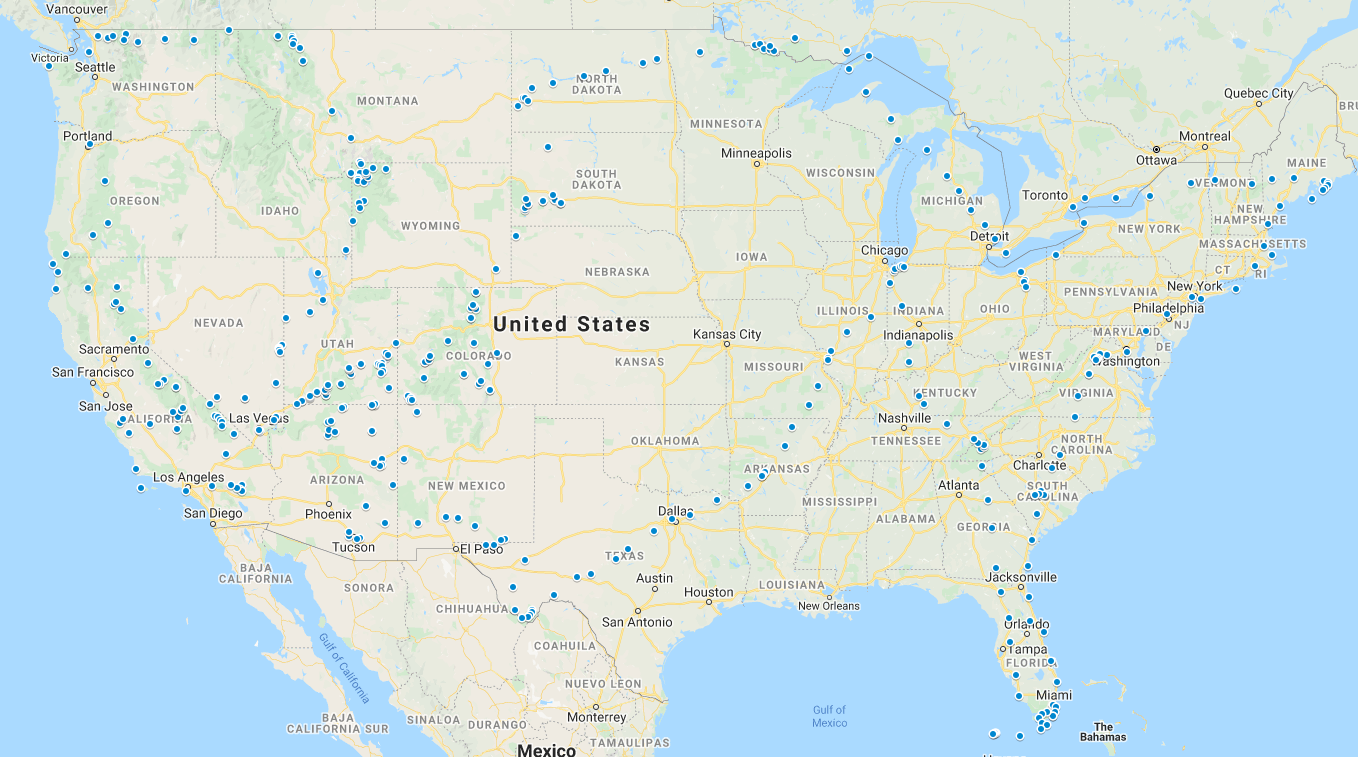 Vancouver
Victoria
Seattle
WASHINGTON
MONTANA
NORTH
DAKOTA
Quebec City
BRU
Portland
MINNESOTA
Montreal
Ottawa
Minneapolis
WISCONSIN
MAINE
SOUTH
DAKOTA
VERMONT
Toronto
OREGON
IDAHO
MICHIGAN
NEW
HAMPSHIRE
WYOMING
NEW YORK
Detroit
MASSACHUSETTS
Chicago
IOWA
NEBRASKA
CT
RI
New York
PENNSYLVANIA
ILLINOIS
INDIANA
OHIO
Philadelphia
NEVADA
United States
NJ
Indianapolis
MARYLAND
Kansas City
UTAH
DE
Sacramento
COLORADO
KANSAS
MISSOURI
WEST
VIRGINIA
Washington
San Francisco
KENTUCKY
VIRGINIA
San Jose
CALIFORNIA
Las Vegas
Nashville
OKLAHOMA
TENNESSEE
NORTH
CAROLINA
Charlotte
ARKANSAS
Los Angeles
ARIZONA
NEW MEXICO
Atlanta
SOUTH
CAROLINA
MISSISSIPPI
San Diego
Phoenix
Dallas
ALABAMA
GEORGIA
Tucson
El Paso
TEXAS
BAJA
CALIFORNIA
Jacksonville
SONORA
Austin
LOUISIANA
Houston
CHIHUAHUA
New Orleans
San Antonio
Orlando
COAHUILA
Tampa
FLORIDA
Gulf of California
NUEVO LEON
Miami
Gulf of
Mexico
Monterrey
BAJA
CALIFORNIA SUR
SINALOA
DURANGO
The
Bahamas
TAMAULIPAS
Mexico